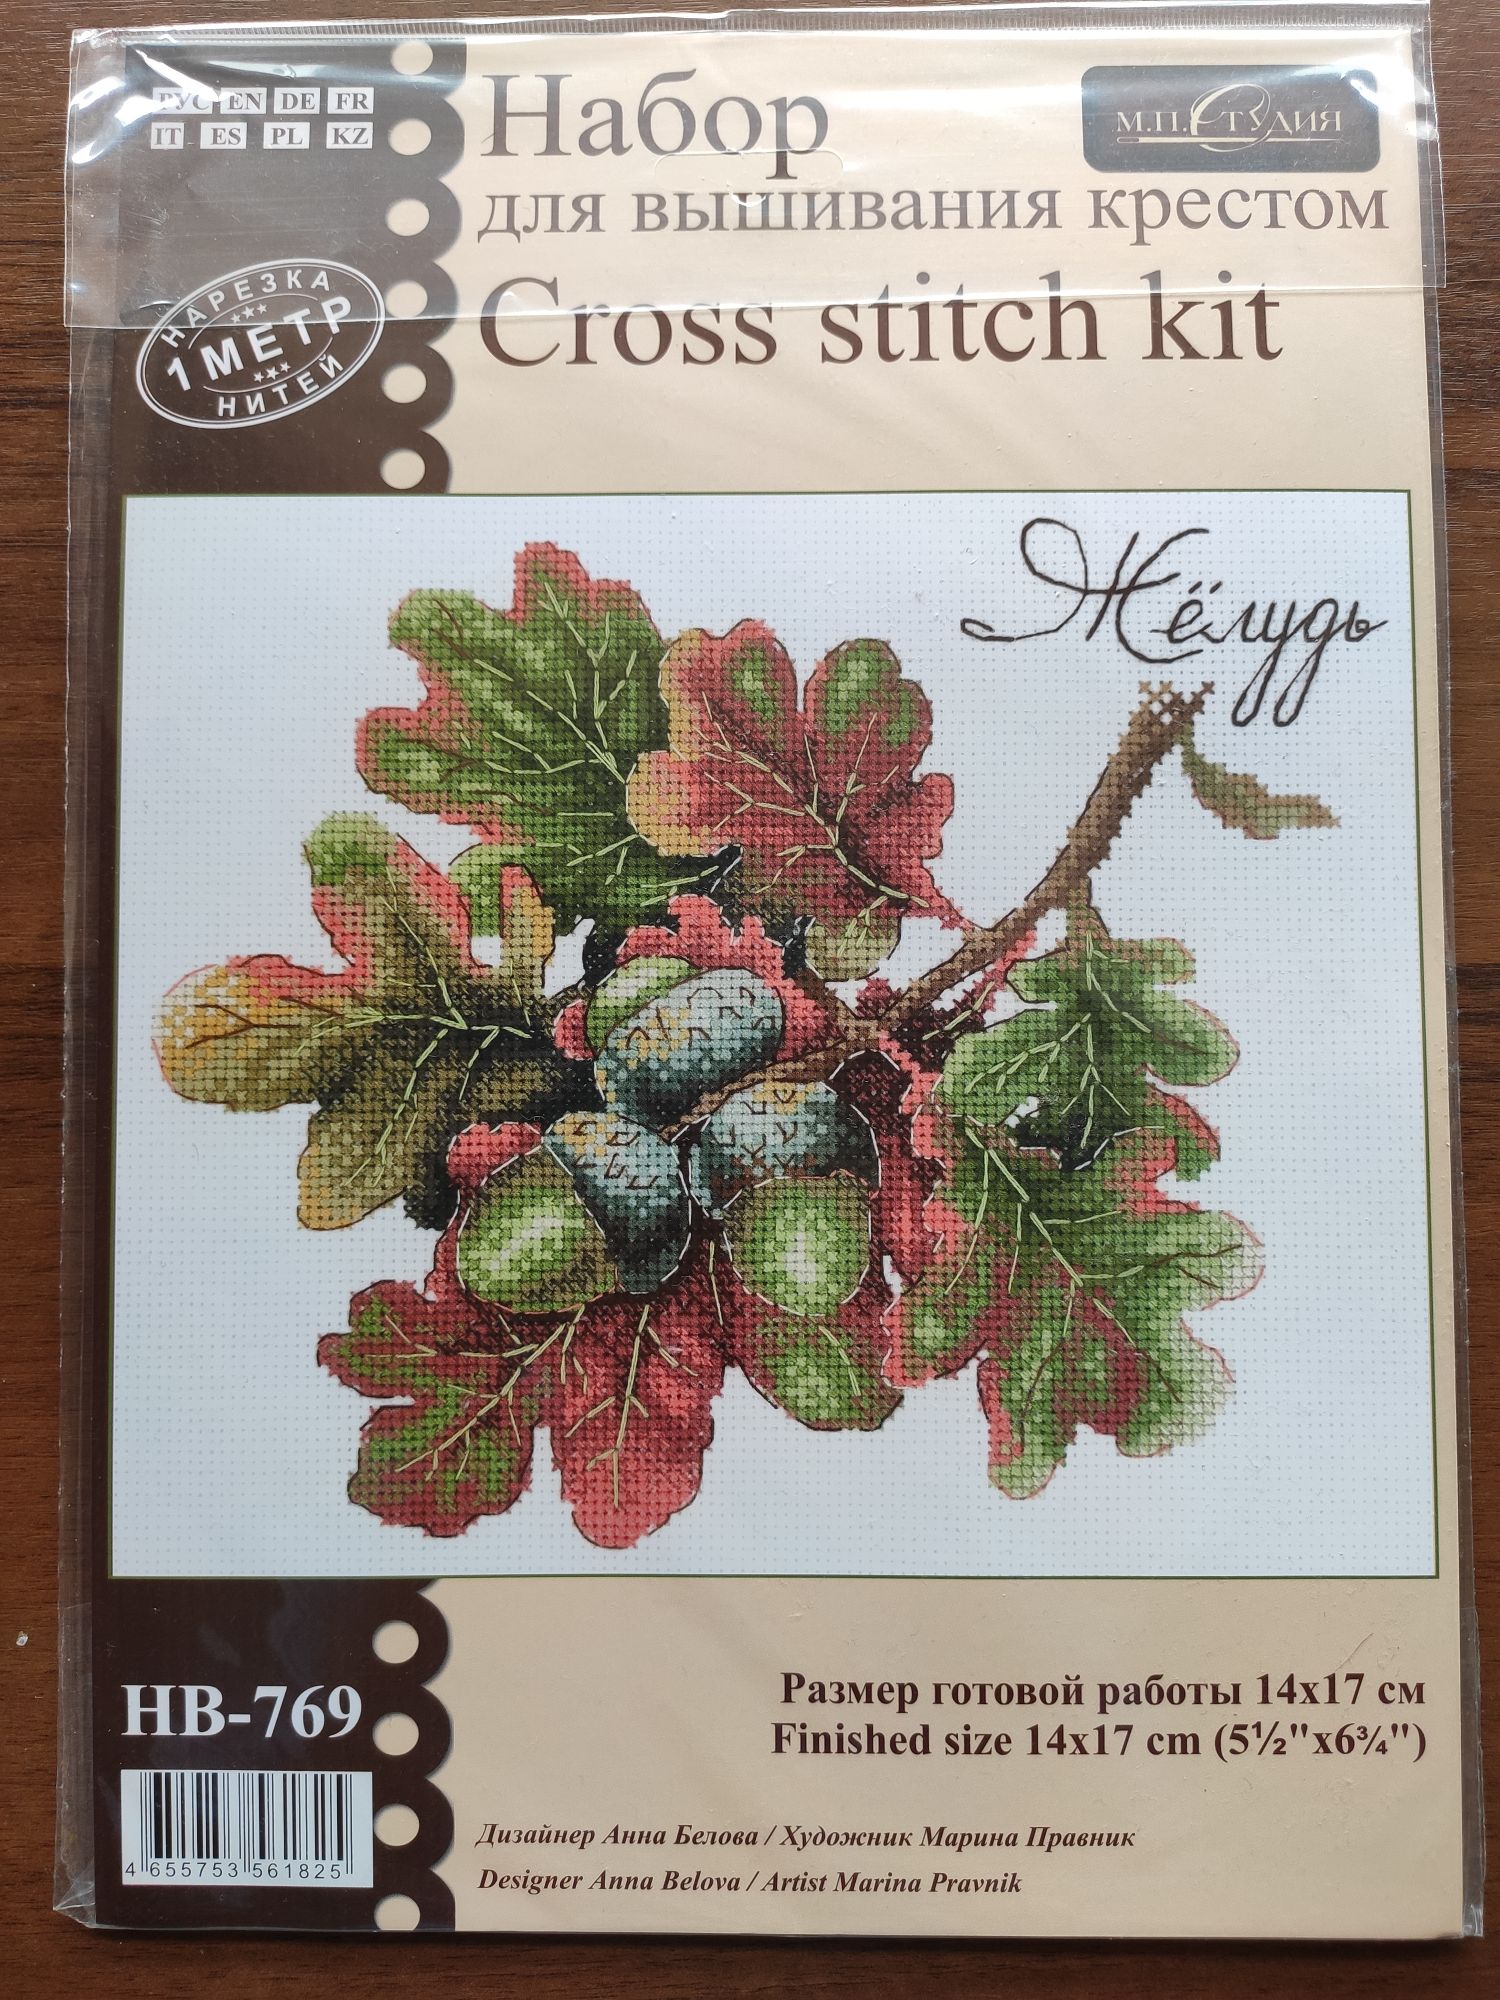 РУС EN DE FR
IT ES PL KZ
Набор
для вышивания крестом
Cross stitch kit
М.П.Студия
НАРЕЗКА
1 МЕТР
НИТЕЙ
Жёлудь
НВ-769
4 655753 561825
Размер готовой работы 14x17 см
Finished size 14x17 cm (5½"x6¾")
Дизайнер Анна Белова / Художник Марина Правник
Designer Anna Belova / Artist Marina Pravnik